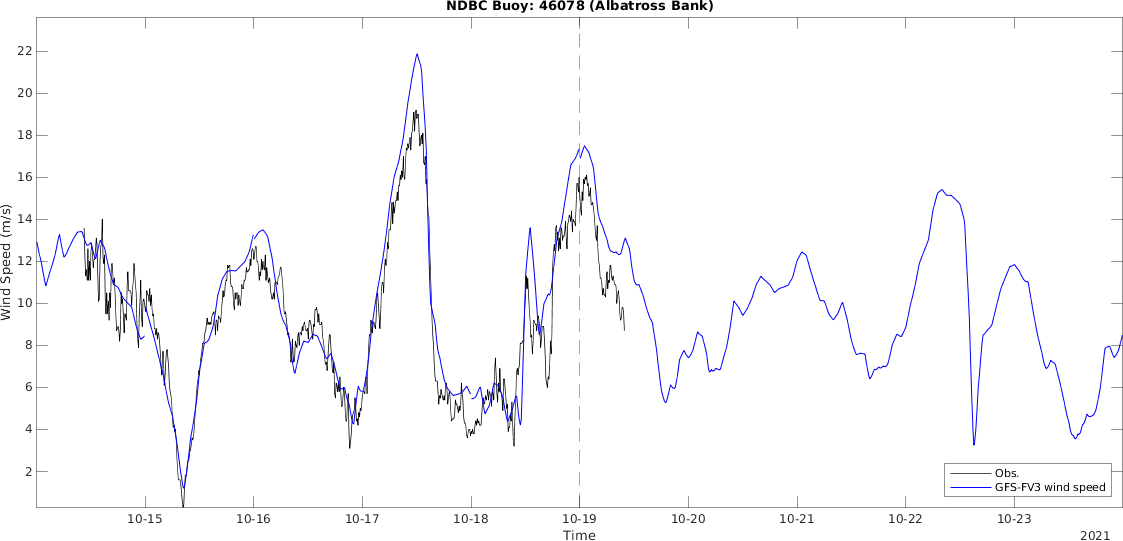 NDBC Buoy: 46078 (Albatross Bank)
22
20
18
16
14
12
10
8
6
4
2
Wind Speed (m/s)
10-15 10-16 10-17 10-18 10-19 10-20 10-21 10-22 10-23
Time
2021
Obs.
GFS-FV3 wind speed